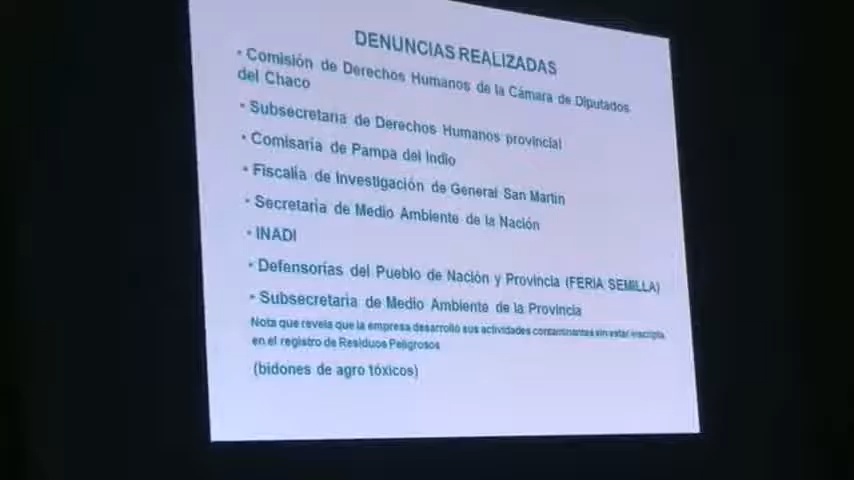 DENUNCIAS REALIZADAS
• Comisión de Derechos Humanos de la Cámara de Diputados
del Chaco
• Subsecretaria de Derechos Humanos provincial
• Comisaría de Pampa del Indio
• Fiscalía de Investigación de General San Martín
• Secretaria de Medio Ambiente de la Nación
• INADI
• Defensorías del Pueblo de Nación y Provincia (FERIA SEMILLA)
• Subsecretaria de Medio Ambiente de la Provincia
Nota que revela que la empresa desarrolló sus actividades contaminantes sin estar inscripta
en el registro de Residuos Peligrosos
(bidones de agro tóxicos)